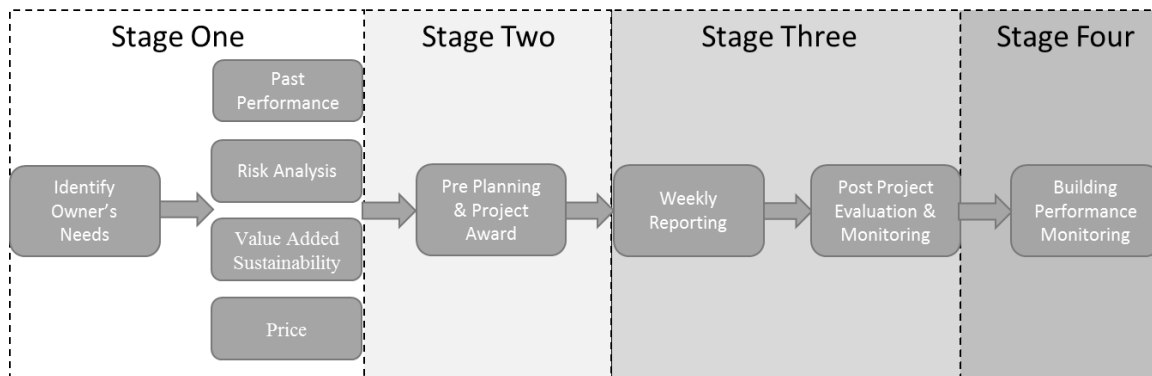 Stage One
Stage Two
Stage Three
Stage Four
Past
Performance
Risk Analysis
Identify
Owner's
Needs
Value Added
Sustainability
Price
Pre Planning
& Project
Award
Weekly
Reporting
Post Project
Evaluation &
Monitoring
Building
Performance
Monitoring